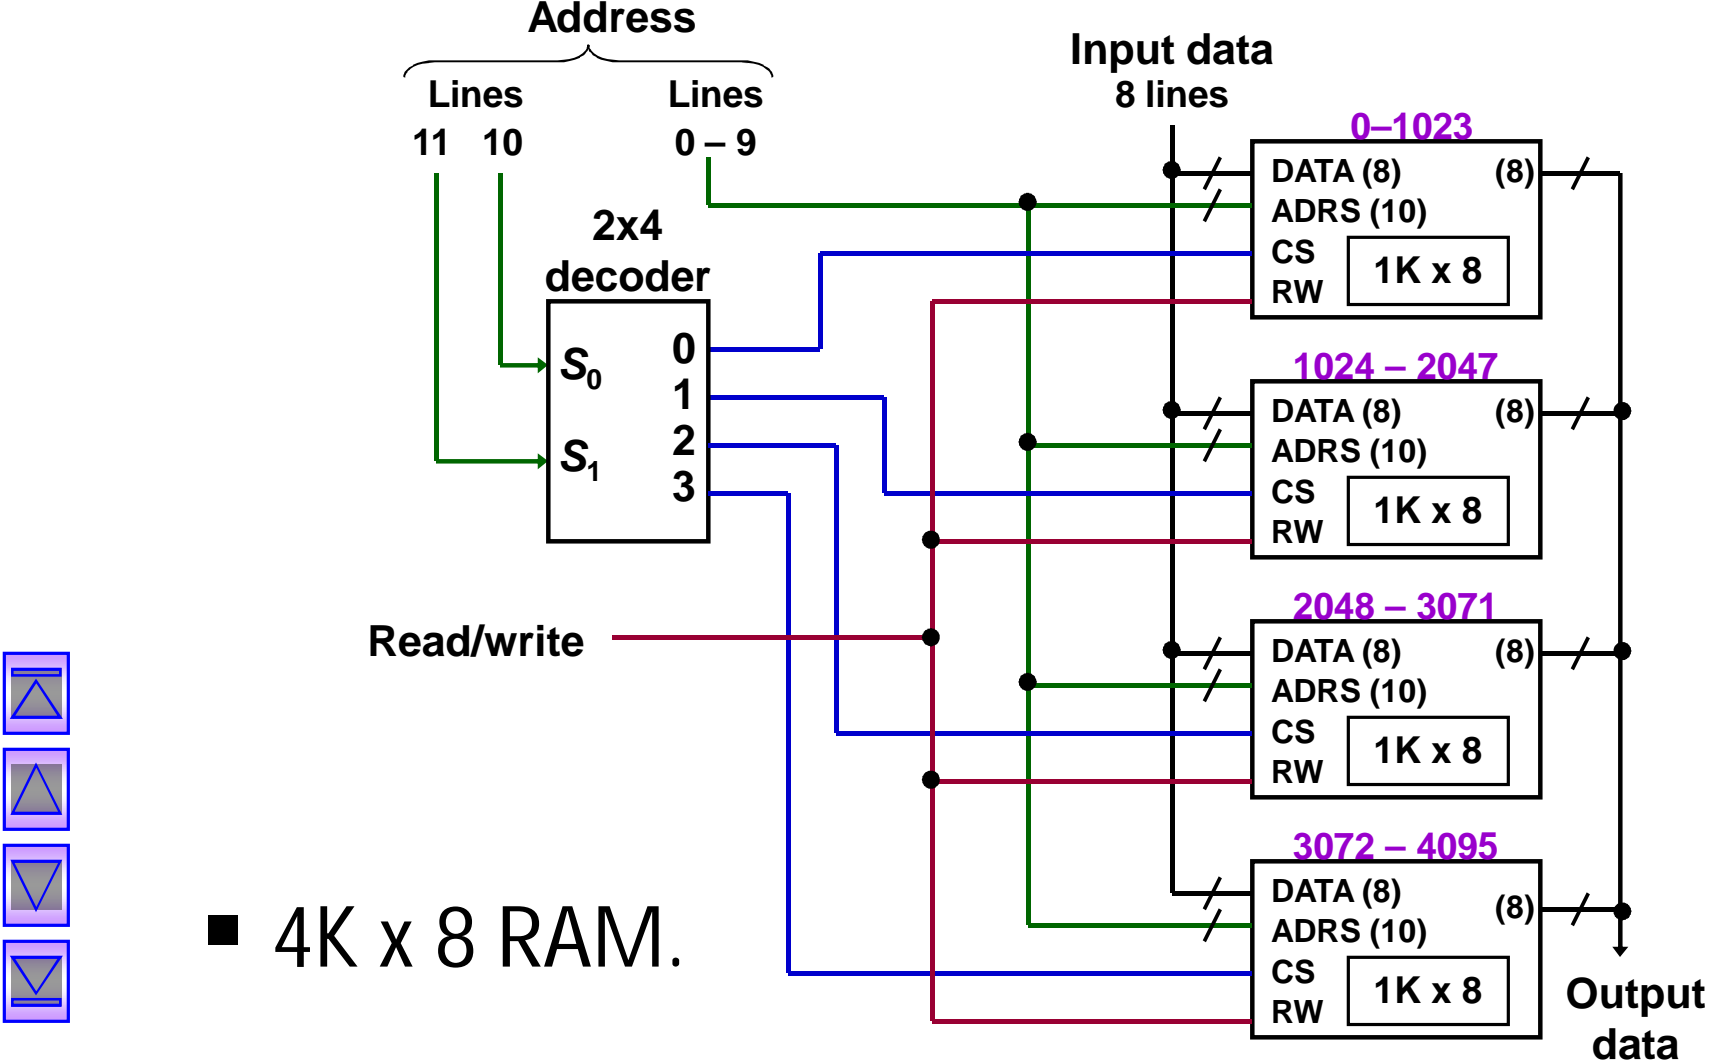 Address
Lines
11 10
Lines
0 – 9
Input data
8 lines
2x4
decoder
S0
S1
0
1
2
3
Read/write
0–1023
DATA (8) (8)
ADRS (10)
CS
RW
1K x 8
1024 – 2047
DATA (8) (8)
ADRS (10)
CS
RW
1K x 8
2048 – 3071
DATA (8) (8)
ADRS (10)
CS
RW
1K x 8
3072 – 4095
DATA (8) (8)
ADRS (10)
CS
RW
1K x 8
Output
data
■ 4K x 8 RAM.